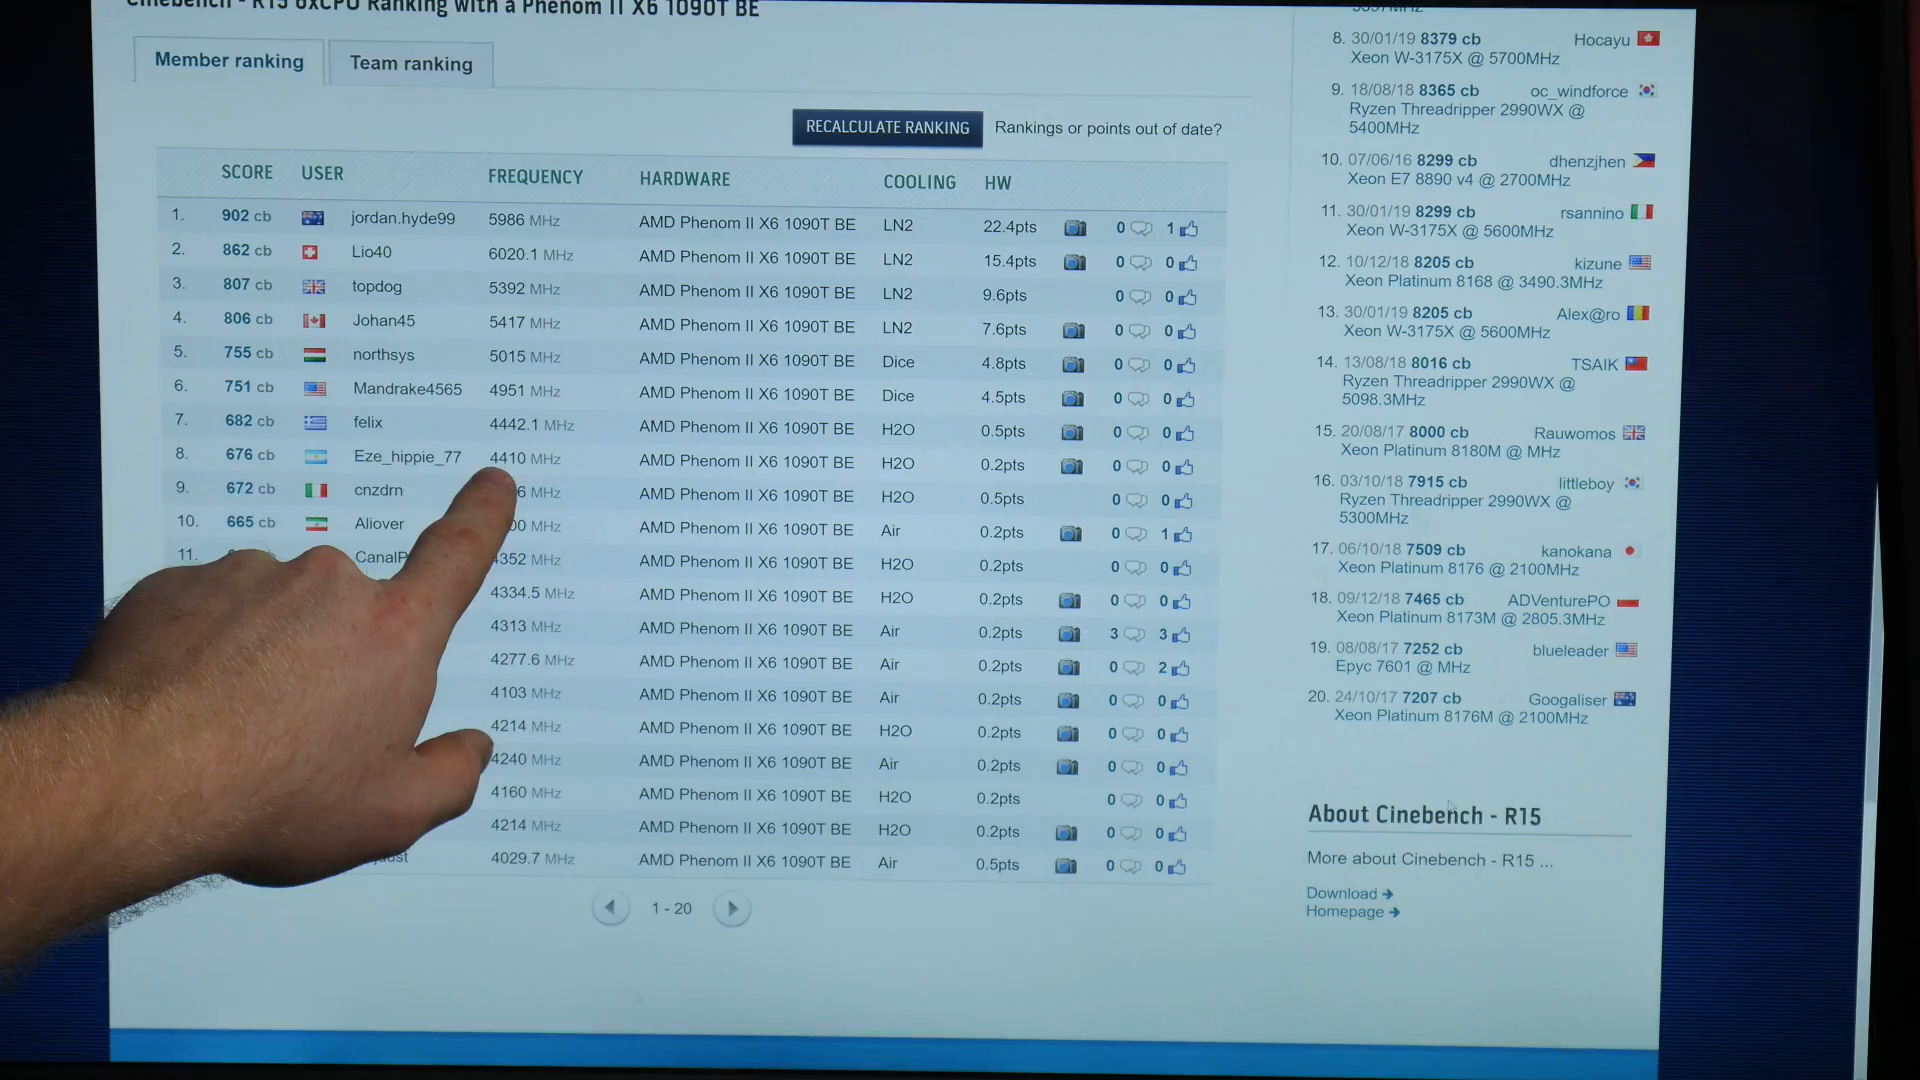 Cinebench - R15 6xCPU Ranking with a Phenom II X6 1090T BE
Member ranking Team ranking
RECALCULATE RANKING Rankings or points out of date?
SCORE USER FREQUENCY HARDWARE COOLING HW
1. 902 cb jordan.hyde99 5986 MHz AMD Phenom II X6 1090T BE LN2 22.4pts 0 1
2. 862 cb Lio40 6020.1 MHz AMD Phenom II X6 1090T BE LN2 15.4pts 0 0
3. 807 cb topdog 5392 MHz AMD Phenom II X6 1090T BE LN2 9.6pts 0 0
4. 806 cb Johan45 5417 MHz AMD Phenom II X6 1090T BE LN2 7.6pts 0 0
5. 755 cb northsys 5015 MHz AMD Phenom II X6 1090T BE Dice 4.8pts 0 0
6. 751 cb Mandrake4565 4951 MHz AMD Phenom II X6 1090T BE Dice 4.5pts 0 0
7. 682 cb felix 4442.1 MHz AMD Phenom II X6 1090T BE H2O 0.5pts 0 0
8. 676 cb Eze_hippie_77 4410 MHz AMD Phenom II X6 1090T BE H2O 0.2pts 0 0
9. 672 cb cnzdrn MHz AMD Phenom II X6 1090T BE H2O 0.5pts 0 0
10. 665 cb Aliover MHz AMD Phenom II X6 1090T BE Air 0.2pts 0 1
11. 4352 MHz AMD Phenom II X6 1090T BE H2O 0.2pts 0 0
4334.5 MHz AMD Phenom II X6 1090T BE H2O 0.2pts 0 0
4313 MHz AMD Phenom II X6 1090T BE Air 0.2pts 3 3
4277.6 MHz AMD Phenom II X6 1090T BE Air 0.2pts 0 2
4103 MHz AMD Phenom II X6 1090T BE Air 0.2pts 0 0
4214 MHz AMD Phenom II X6 1090T BE H2O 0.2pts 0 0
4240 MHz AMD Phenom II X6 1090T BE Air 0.2pts 0 0
4160 MHz AMD Phenom II X6 1090T BE H2O 0.2pts 0 0
4214 MHz AMD Phenom II X6 1090T BE H2O 0.2pts 0 0
4029.7 MHz AMD Phenom II X6 1090T BE Air 0.5pts 0 0
1 - 20
8. 30/01/19 8379 cb Hocayu
Xeon W-3175X @ 5700MHz
9. 18/08/18 8365 cb oc_windforce
Ryzen Threadripper 2990WX @
5400MHz
10. 07/06/16 8299 cb dhenzjhen
Xeon E7 8890 v4 @ 2700MHz
11. 30/01/19 8299 cb rsannino
Xeon W-3175X @ 5600MHz
12. 10/12/18 8205 cb kizune
Xeon Platinum 8168 @ 3490.3MHz
13. 30/01/19 8205 cb Alex@ro
Xeon W-3175X @ 5600MHz
14. 13/08/18 8016 cb TSAIK
Ryzen Threadripper 2990WX @
5098.3MHz
15. 20/08/17 8000 cb Rauwomos
Xeon Platinum 8180M @ MHz
16. 03/10/18 7915 cb littleboy
Ryzen Threadripper 2990WX @
5300MHz
17. 06/10/18 7509 cb kanokana
Xeon Platinum 8176 @ 2100MHz
18. 09/12/18 7465 cb ADVenturePO
Xeon Platinum 8173M @ 2805.3MHz
19. 08/08/17 7252 cb blueleader
Epyc 7601 @ MHz
20. 24/10/17 7207 cb Googaliser
Xeon Platinum 8176M @ 2100MHz
About Cinebench - R15
More about Cinebench - R15 ...
Download
Homepage